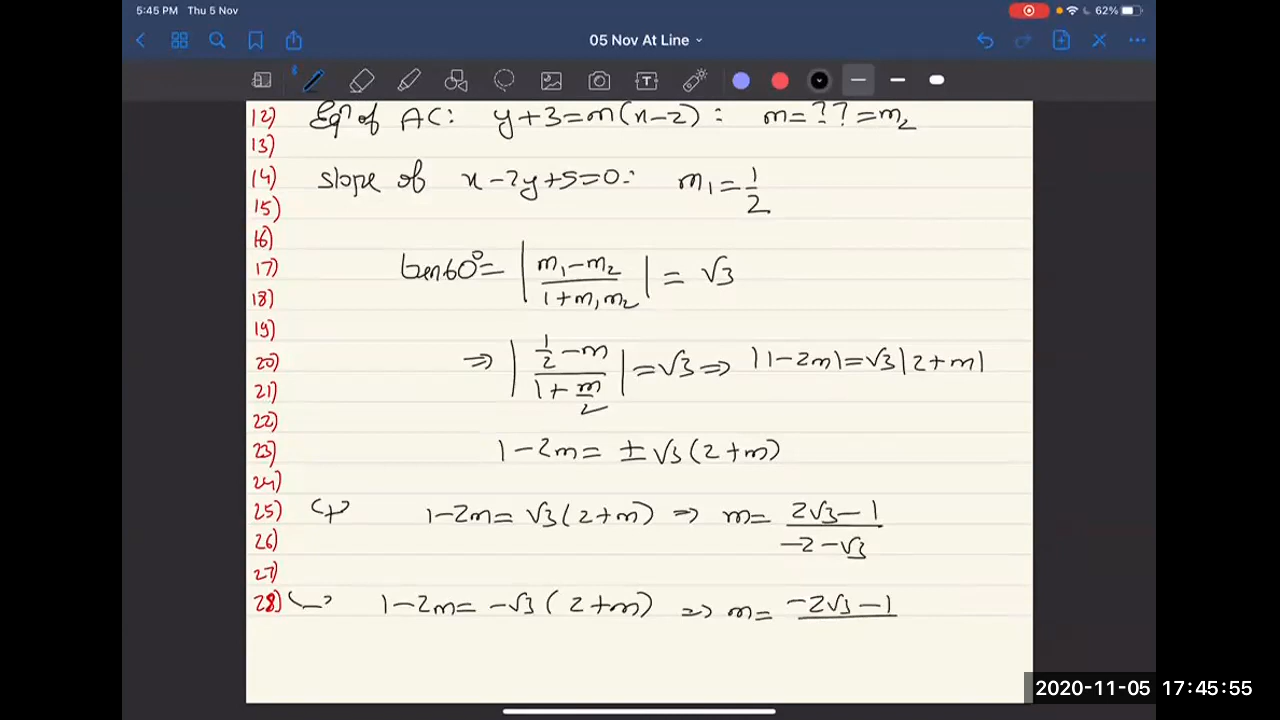 5:45 PM Thu 5 Nov 62%
05 Nov At Line
12) Eqⁿ of AC: y+3=m(x-2): m=??=m₂
13)
14) slope of x-2y+5=0: m₁=1/2
15)
16)
17) tan60°= |(m₁-m₂)/(1+m₁m₂)| = √3
18)
19)
20) ⇒ |(1/2-m)/(1+m/2)| =√3⇒ |1-2m|=√3|2+m|
21)
22)
23) 1-2m= ±√3(2+m)
24)
25) (+) 1-2m= √3(2+m) ⇒ m= (2√3-1)/(-2-√3)
26)
27)
28) (-) 1-2m= -√3(2+m) ⇒ m= -2√3-1
2020-11-05 17:45:55